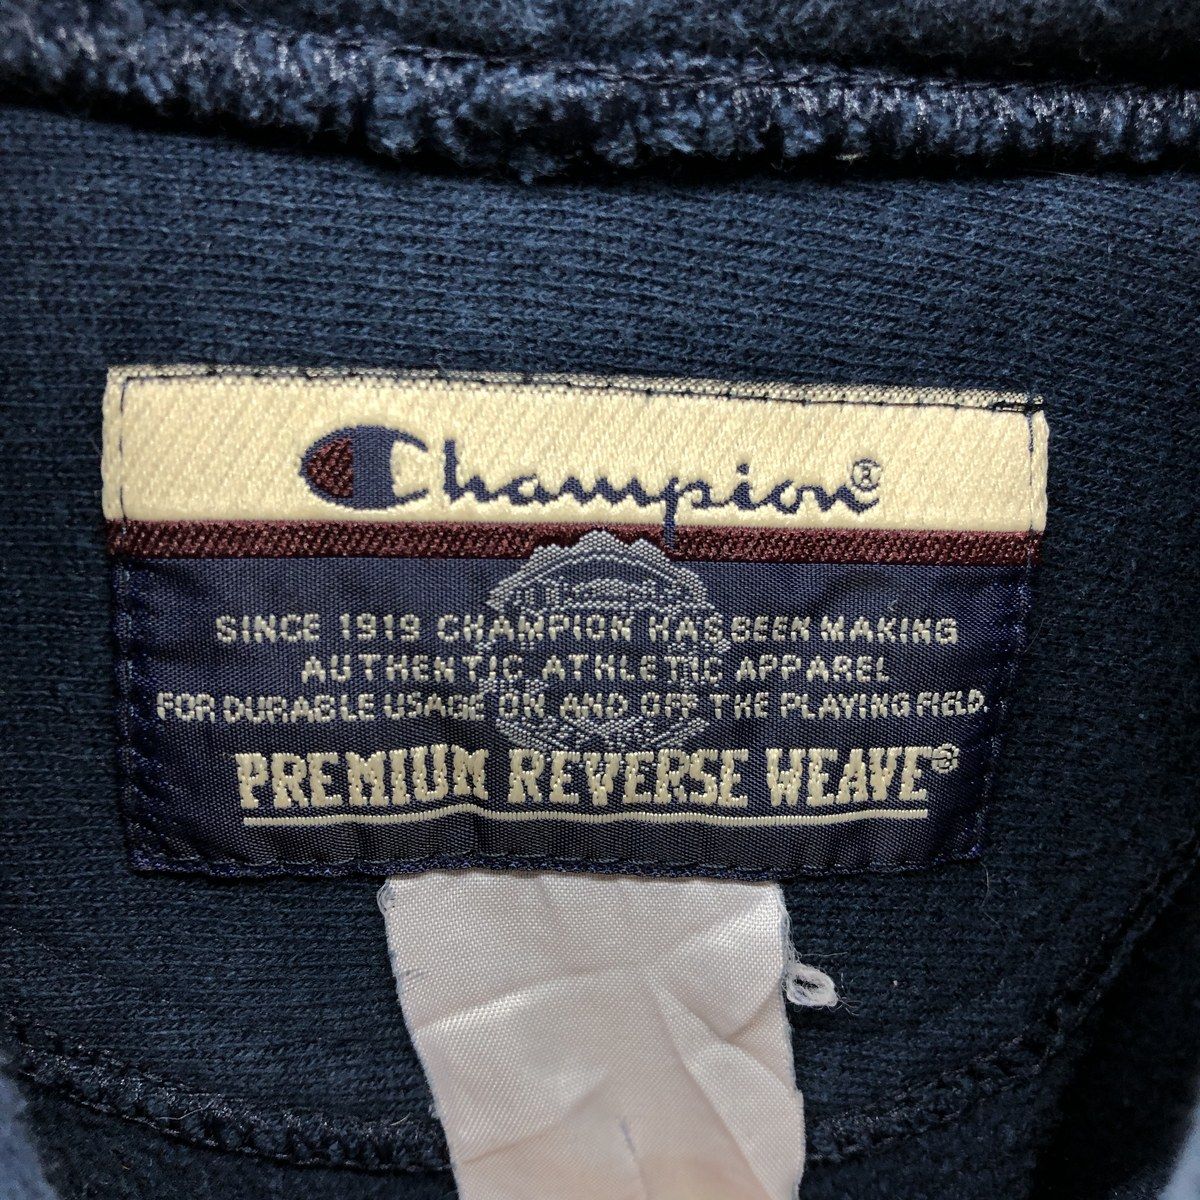 Champion®
SINCE 1919 CHAMPION HAS BEEN MAKING
AUTHENTIC ATHLETIC APPAREL
FOR DURABLE USAGE ON AND OFF THE PLAYING FIELD.
PREMIUM REVERSE WEAVE®